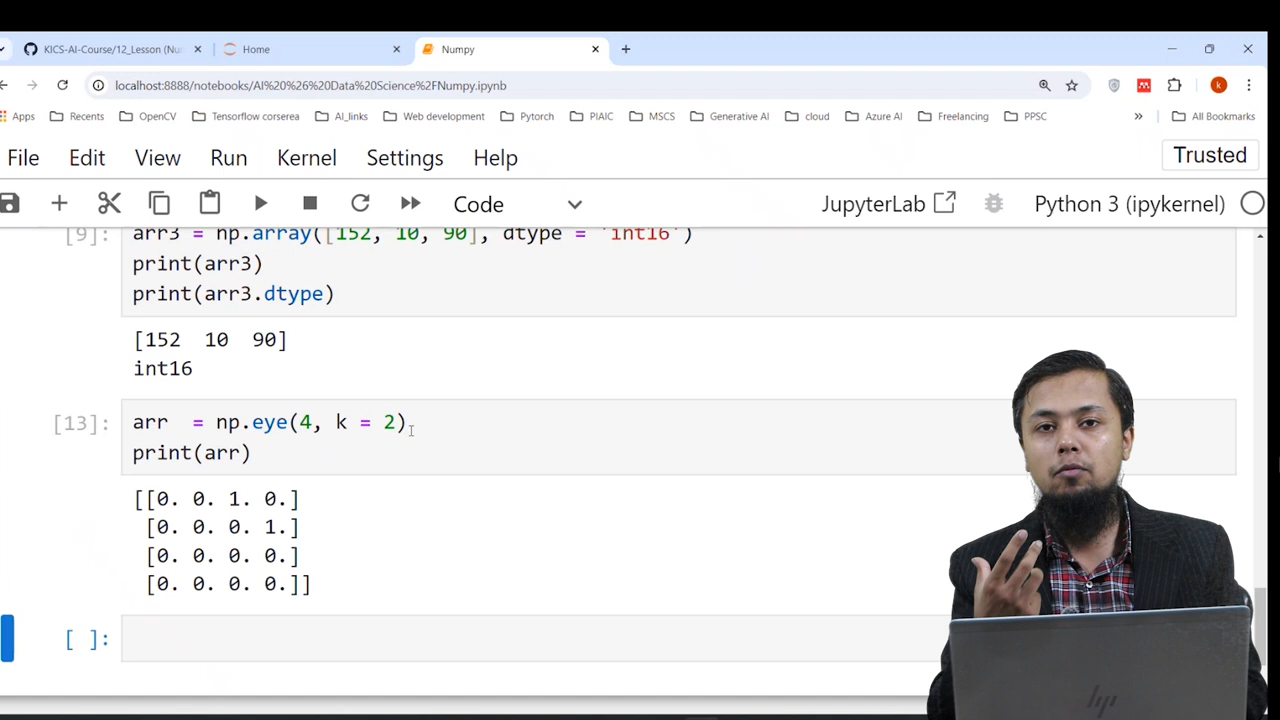 KICS-AI-Course/12_Lesson (Nu
Home
Numpy
localhost:8888/notebooks/AI%20%26%20Data%20Science%2FNumpy.ipynb
Apps Recents OpenCV Tensorflow corsera AI_links Web development Pytorch PIAIC MSCS Generative AI cloud Azure AI Freelancing PPSC » All Bookmarks
File Edit View Run Kernel Settings Help Trusted
Code JupyterLab Python 3 (ipykernel)
[9]: arr3 = np.array([152, 10, 90], dtype = 'int16')
print(arr3)
print(arr3.dtype)
[152 10 90]
int16
[13]: arr = np.eye(4, k = 2)
print(arr)
[[0. 0. 1. 0.]
[0. 0. 0. 1.]
[0. 0. 0. 0.]
[0. 0. 0. 0.]]
[ ]:
hp